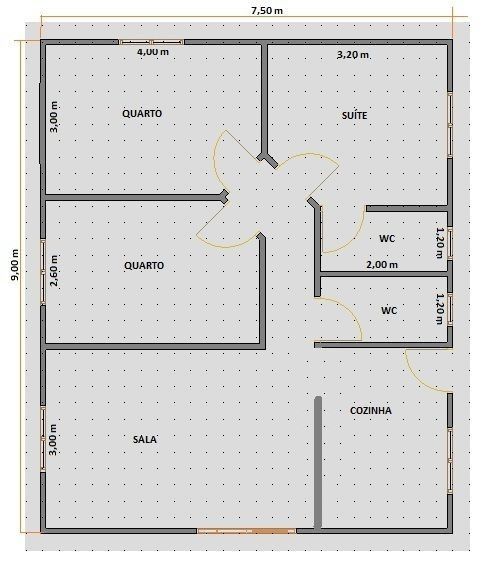 9,00 m
3,00 m
2,60 m
3,00 m
SALA
QUARTO
QUARTO
4,00 m
7,50 m
COZINHA
WC
2,00 m
WC
SUÍTE
3,20 m
1,20 m
1,20 m